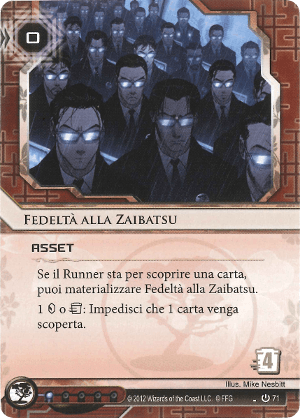 0
FEDELTÀ ALLA ZAIBATSU
ASSET
Se il Runner sta per scoprire una carta,
puoi materializzare Fedeltà alla Zaibatsu.
1 o : Impedisci che 1 carta venga
scoperta.
4
Illus. Mike Nesbitt
© 2012 Wizards of the Coast LLC. © FFG
71